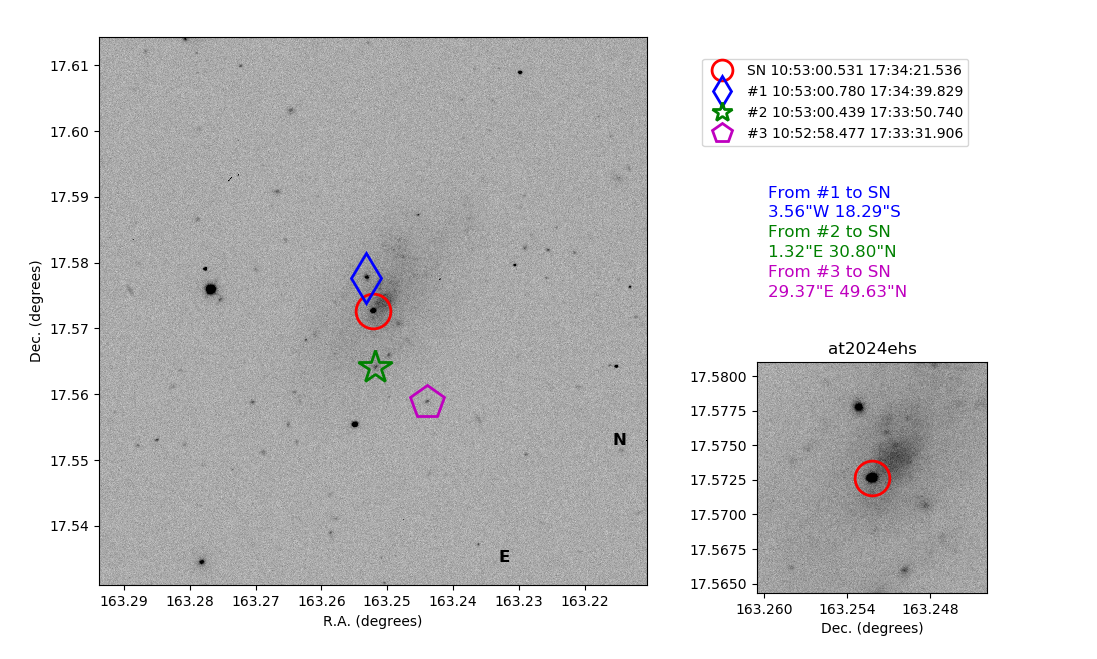 17.61
17.60
17.59
17.58
17.57
17.56
17.55
17.54
Dec. (degrees)
163.29 163.28 163.27 163.26 163.25 163.24 163.23 163.22
R.A. (degrees)
N
E
SN 10:53:00.531 17:34:21.536
#1 10:53:00.780 17:34:39.829
#2 10:53:00.439 17:33:50.740
#3 10:52:58.477 17:33:31.906
From #1 to SN
3.56"W 18.29"S
From #2 to SN
1.32"E 30.80"N
From #3 to SN
29.37"E 49.63"N
at2024ehs
17.5800
17.5775
17.5750
17.5725
17.5700
17.5675
17.5650
163.260 163.254 163.248
Dec. (degrees)